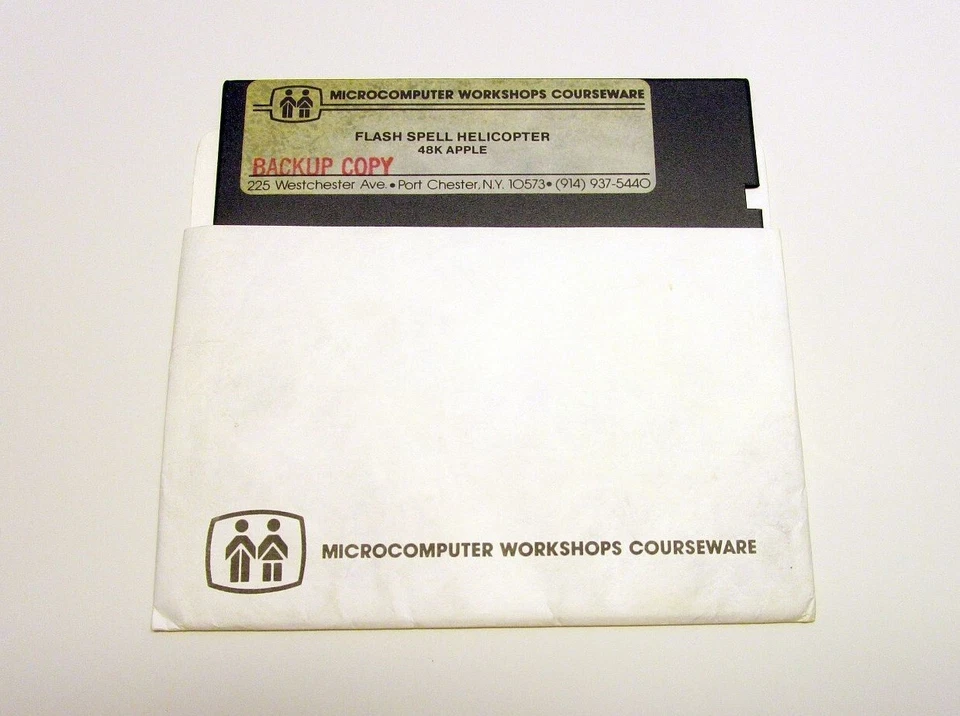 MICROCOMPUTER WORKSHOPS COURSEWARE
FLASH SPELL HELICOPTER
48K APPLE
BACKUP COPY
225 Westchester Ave. • Port Chester, N.Y. 10573 • (914) 937-5440
MICROCOMPUTER WORKSHOPS COURSEWARE